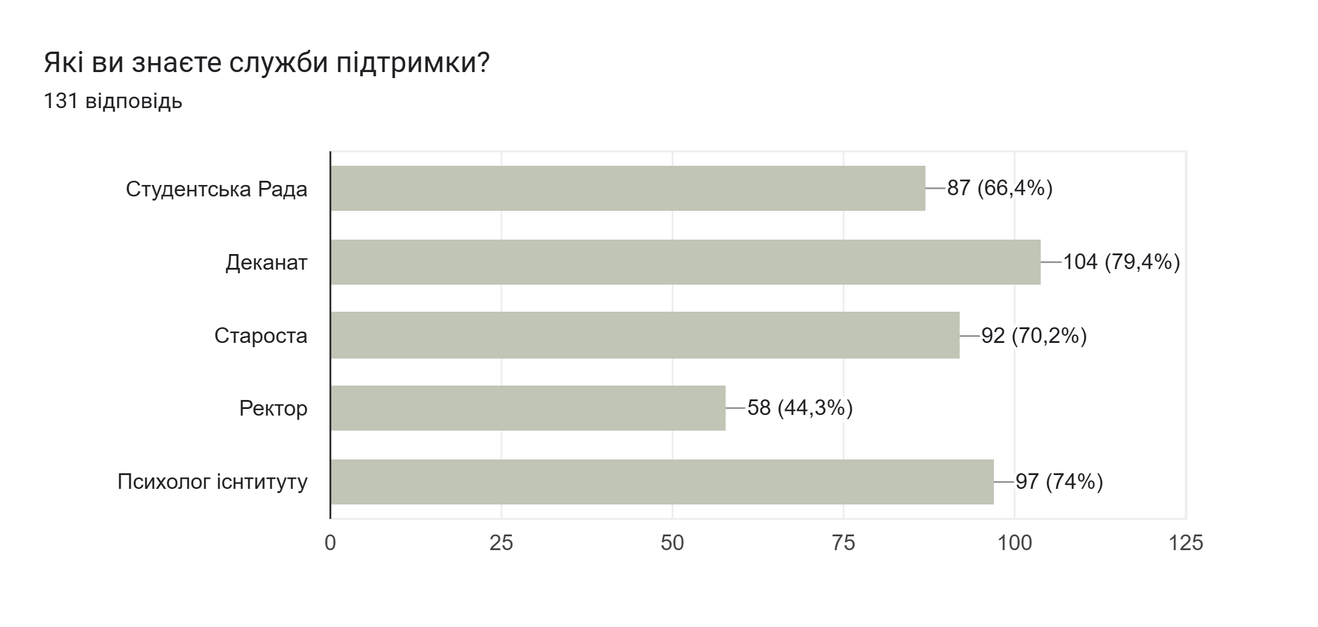 Які ви знаєте служби підтримки?
131 відповідь
Студентська Рада 87 (66,4%)
Деканат 104 (79,4%)
Староста 92 (70,2%)
Ректор 58 (44,3%)
Психолог існтитуту 97 (74%)
0 25 50 75 100 125